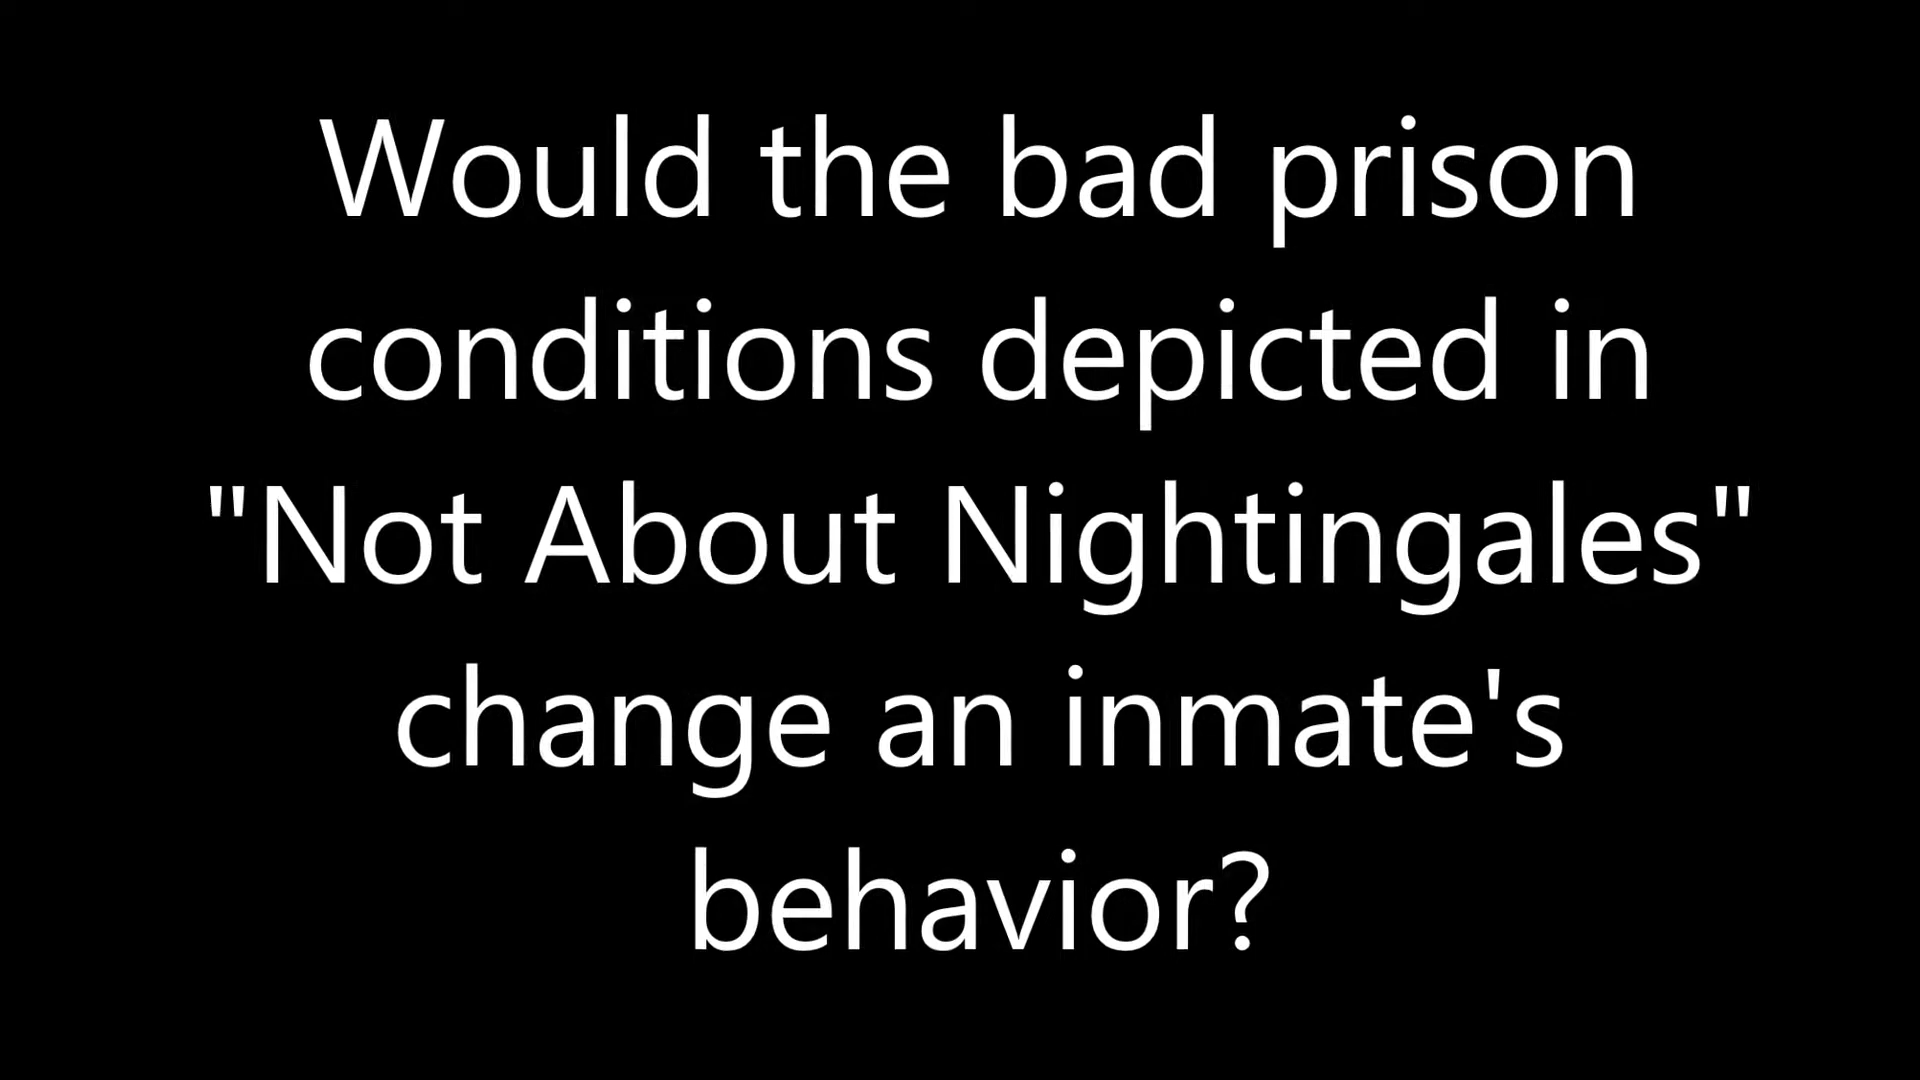 Would the bad prison
conditions depicted in
"Not About Nightingales"
change an inmate's
behavior?